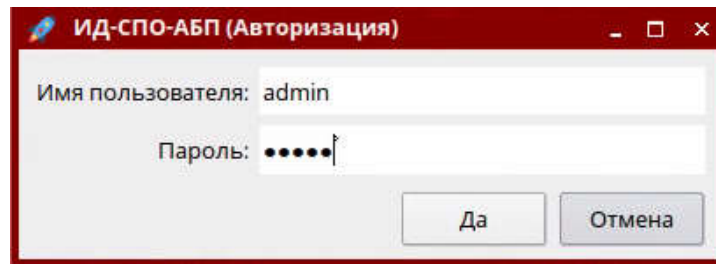 ИД-СПО-АБП (Авторизация)
Имя пользователя: admin
Пароль: •••••
Да Отмена